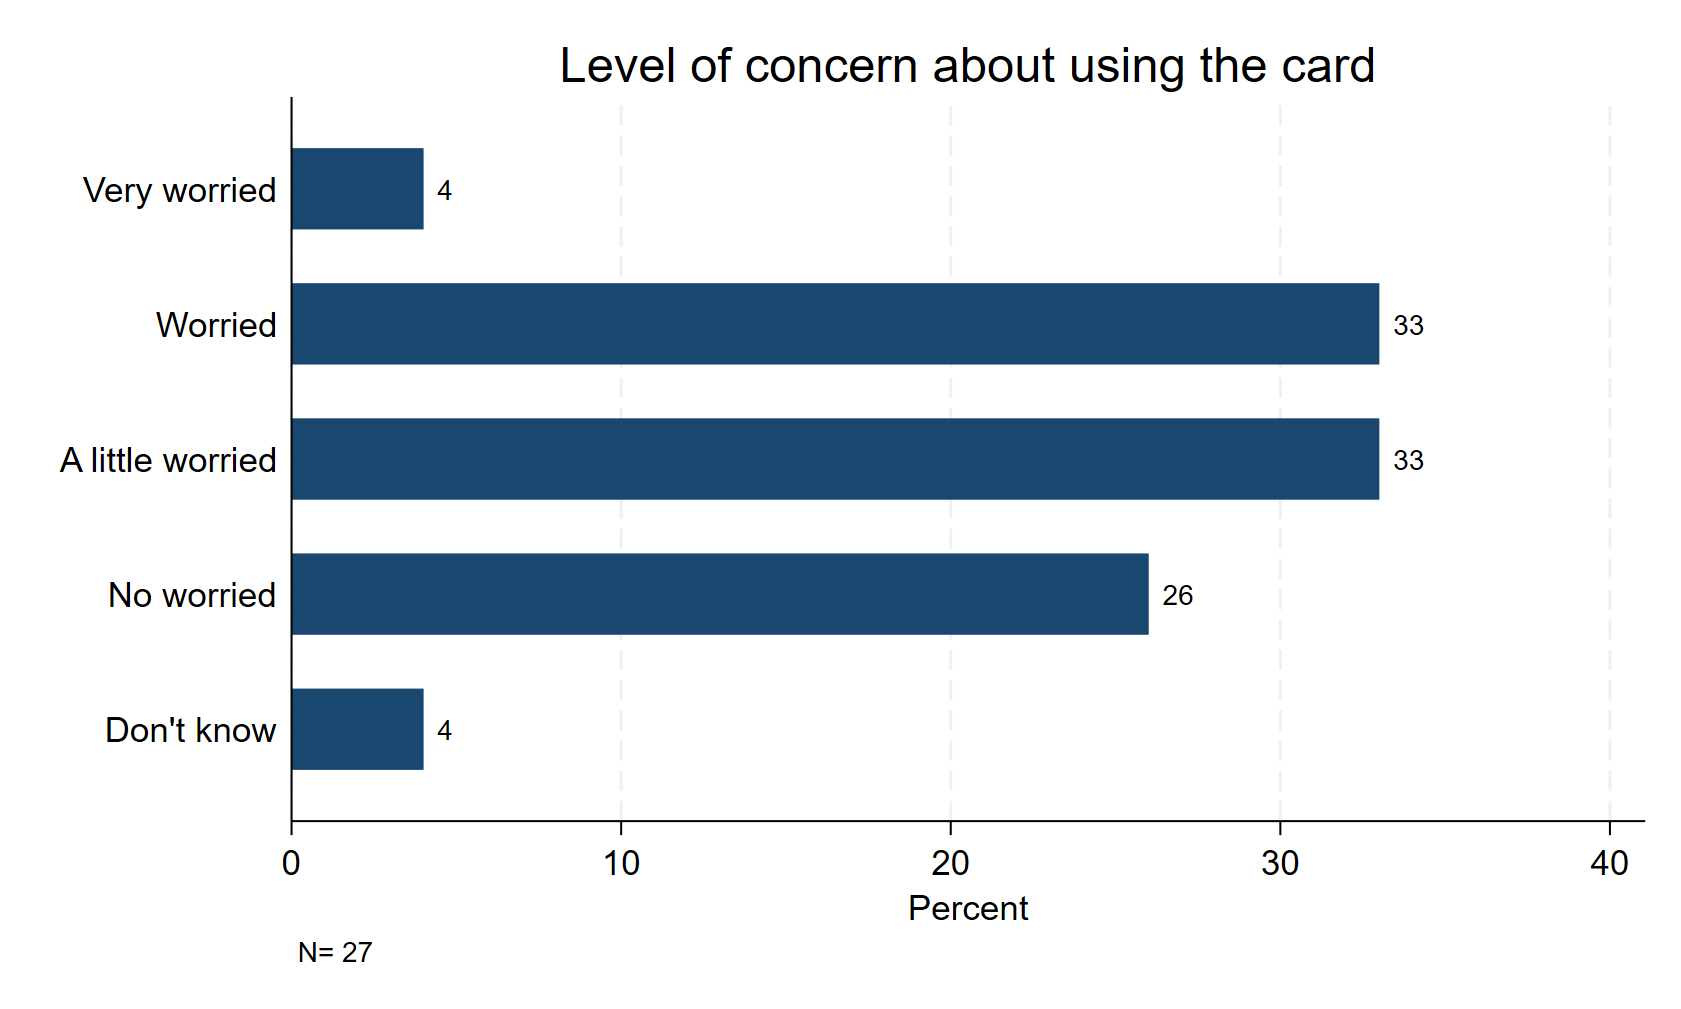 Level of concern about using the card
Very worried 4
Worried 33
A little worried 33
No worried 26
Don't know 4
0 10 20 30 40
Percent
N= 27